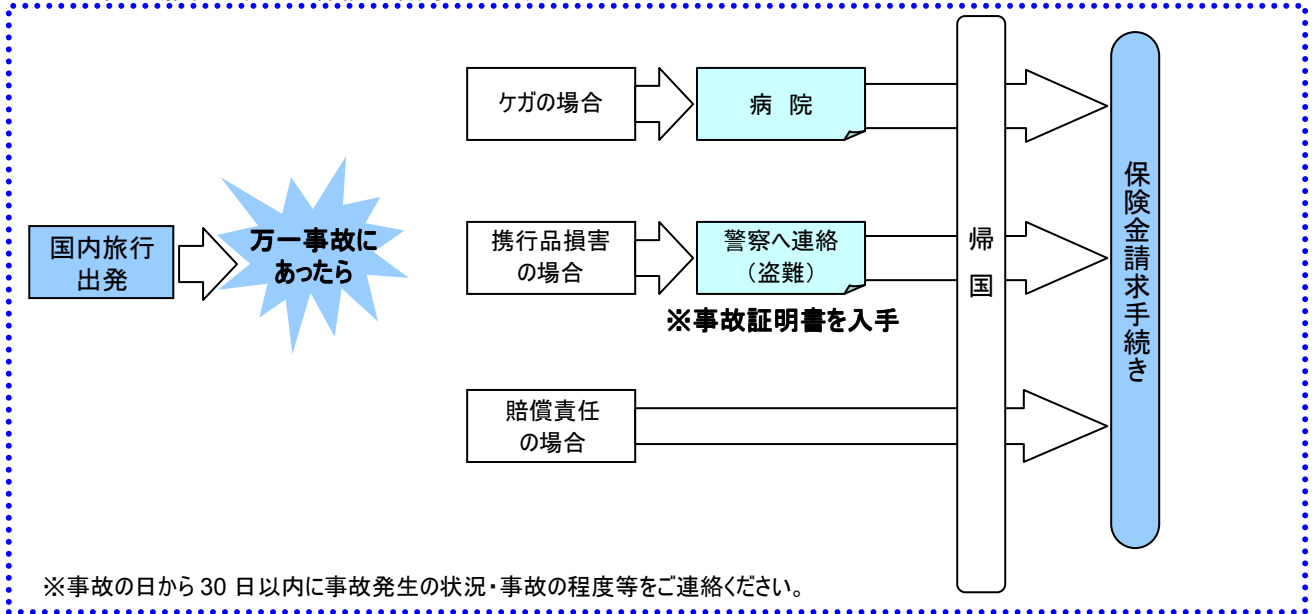 国内旅行
出発
万一事故に
あったら
ケガの場合
病 院
携行品損害
の場合
警察へ連絡
（盗難）
※事故証明書を入手
賠償責任
の場合
帰国
保険金請求手続き
※事故の日から 30 日以内に事故発生の状況・事故の程度等をご連絡ください。